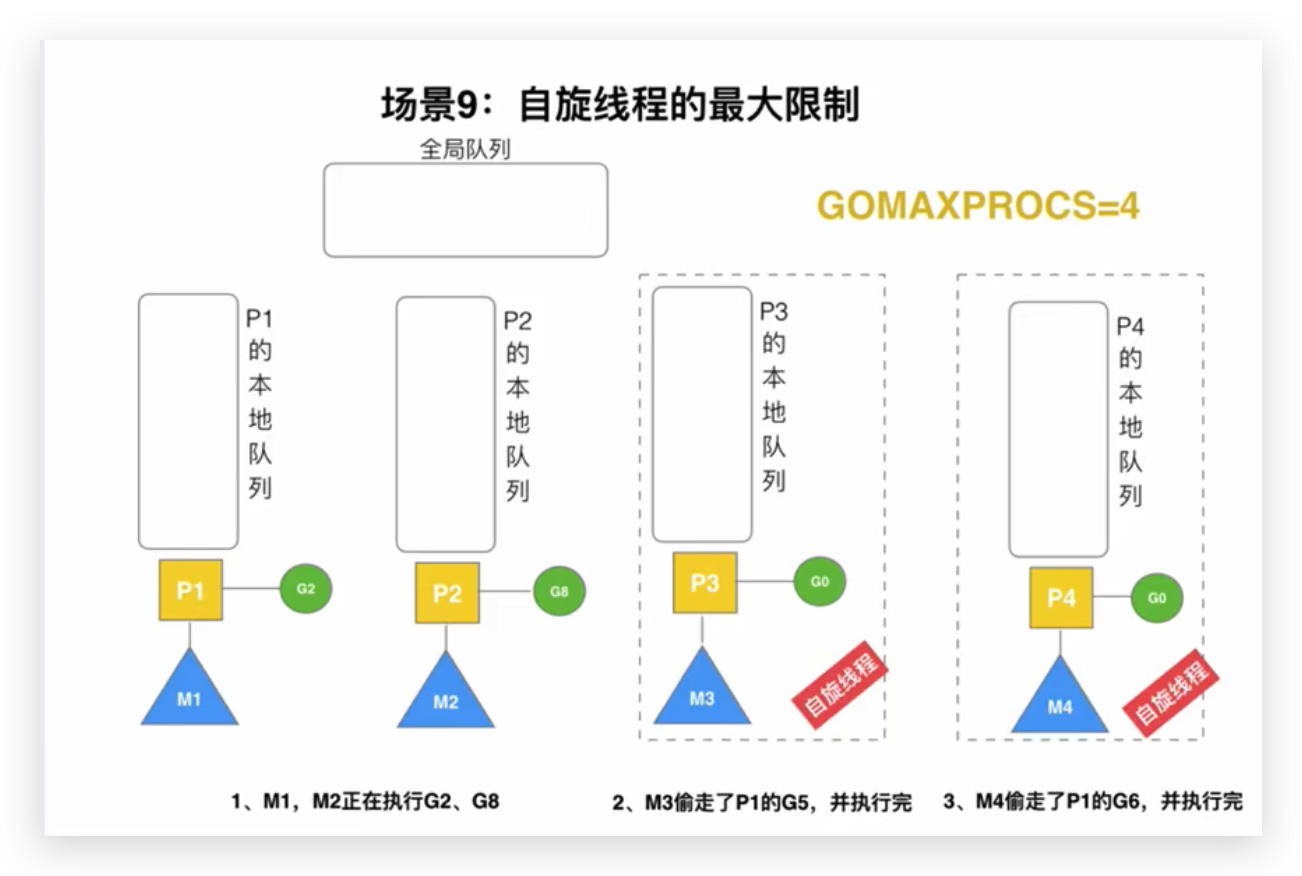 场景9：自旋线程的最大限制
全局队列
GOMAXPROCS=4
P1的本地队列
P2的本地队列
P3的本地队列
P4的本地队列
P1
G2
P2
G8
P3
G0
P4
G0
M1
M2
M3
自旋线程
M4
自旋线程
1、M1，M2正在执行G2、G8
2、M3偷走了P1的G5，并执行完
3、M4偷走了P1的G6，并执行完